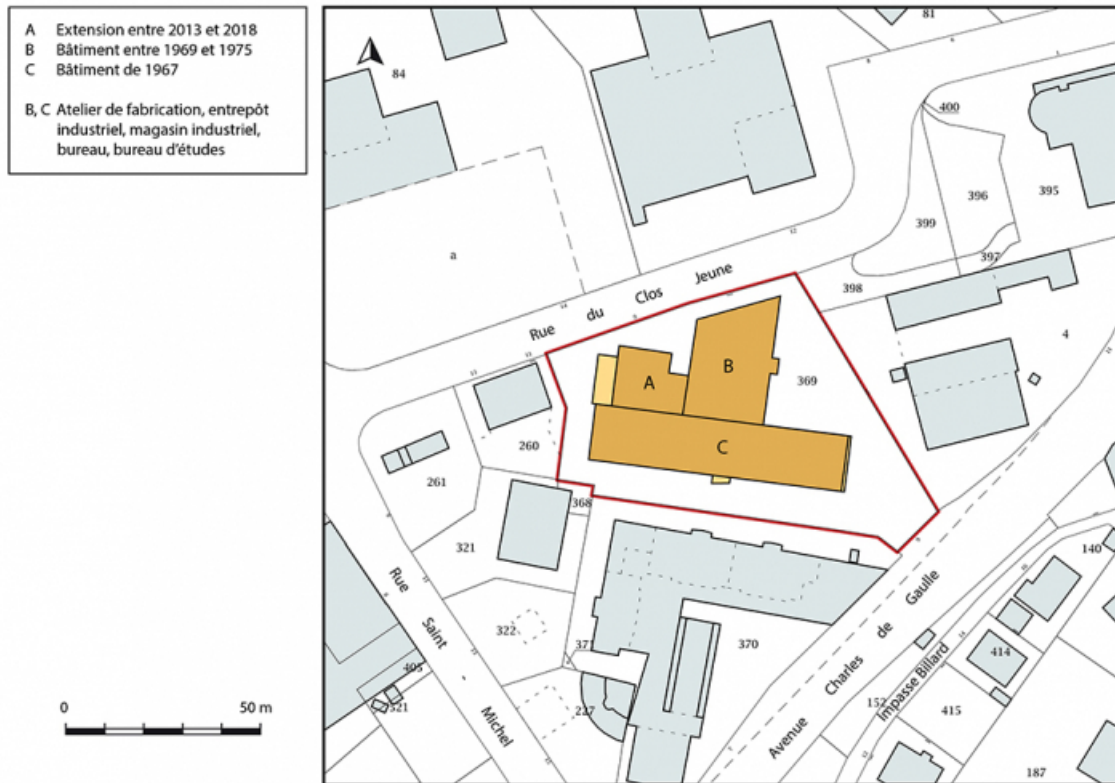 A Extension entre 2013 et 2018
B Bâtiment entre 1969 et 1975
C Bâtiment de 1967
B, C Atelier de fabrication, entrepôt
industriel, magasin industriel,
bureau, bureau d'études
0 50 m
81
84
400
396
395
399
a
397
398
Rue du Clos Jeune
4
B
A
369
C
260
261
368
321
Rue Saint Michel
322
371
370
405
321
227
Avenue Charles de Gaulle
Impasse Billard
140
414
152
415
187